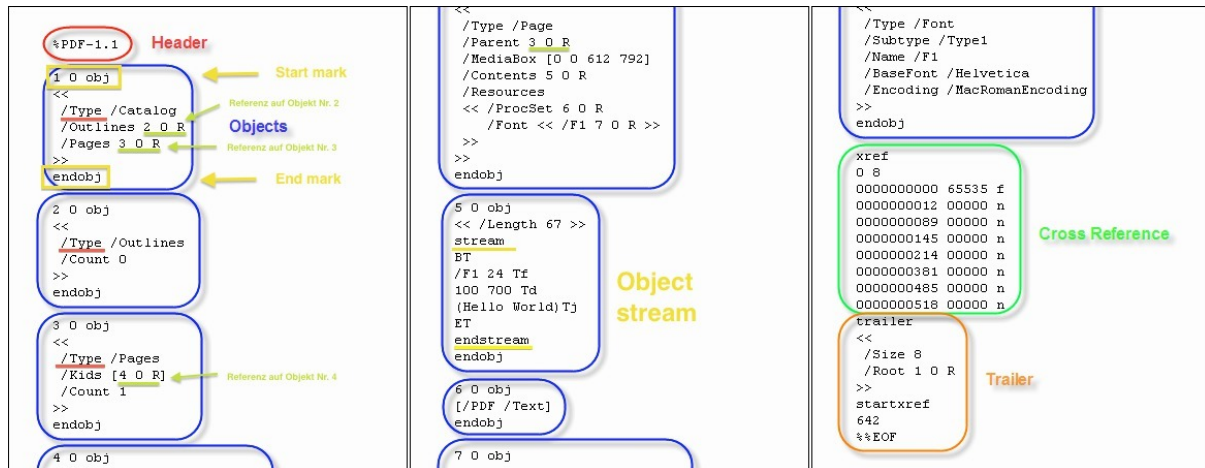 %PDF-1.1
Header
1 0 obj
Start mark
<<
/Type /Catalog
Referenz auf Objekt Nr. 2
/Outlines 2 0 R
Objects
/Pages 3 0 R
Referenz auf Objekt Nr. 3
>>
endobj
End mark
2 0 obj
<<
/Type /Outlines
/Count 0
>>
endobj
3 0 obj
<<
/Type /Pages
/Kids [4 0 R]
Referenz auf Objekt Nr. 4
/Count 1
>>
endobj
4 0 obj
<<
/Type /Page
/Parent 3 0 R
/MediaBox [0 0 612 792]
/Contents 5 0 R
/Resources
<< /ProcSet 6 0 R
/Font << /F1 7 0 R >>
>>
>>
endobj
5 0 obj
<< /Length 67 >>
stream
BT
/F1 24 Tf
100 700 Td
(Hello World)Tj
ET
endstream
endobj
Object
stream
6 0 obj
[/PDF /Text]
endobj
7 0 obj
<<
/Type /Font
/Subtype /Type1
/Name /F1
/BaseFont /Helvetica
/Encoding /MacRomanEncoding
>>
endobj
xref
0 8
0000000000 65535 f
0000000012 00000 n
0000000089 00000 n
0000000145 00000 n
0000000214 00000 n
0000000381 00000 n
0000000485 00000 n
0000000518 00000 n
Cross Reference
trailer
<<
/Size 8
/Root 1 0 R
>>
startxref
642
%%EOF
Trailer